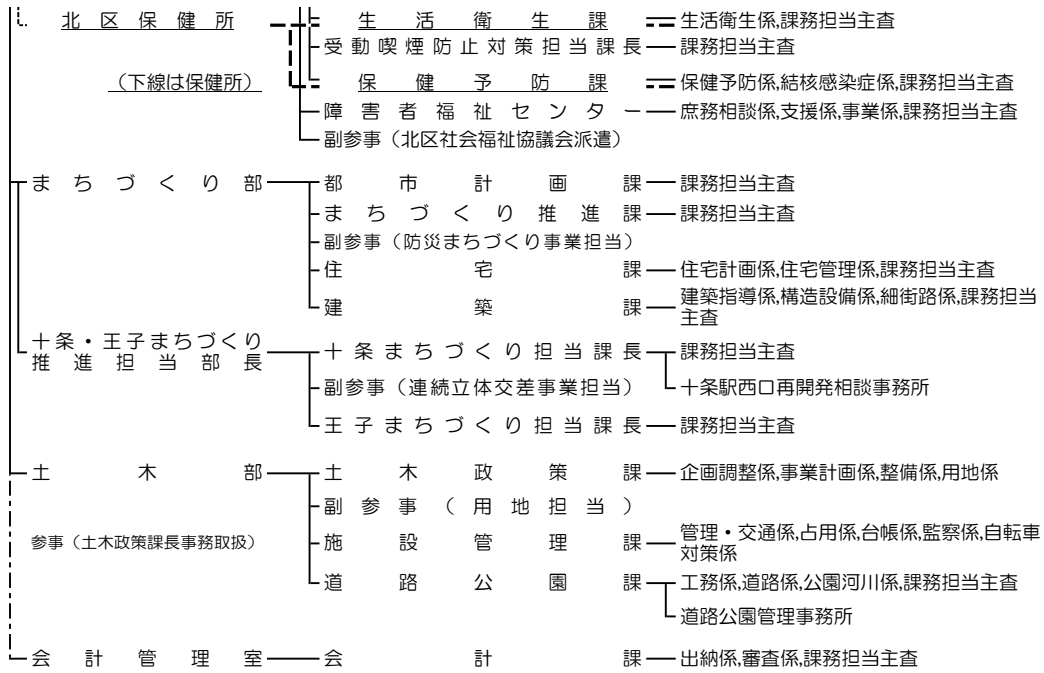 北区保健所 生活衛生課 生活衛生係,課務担当主査
受動喫煙防止対策担当課長 課務担当主査
（下線は保健所） 保健予防課 保健予防係,結核感染症係,課務担当主査
障害者福祉センター 庶務相談係,支援係,事業係,課務担当主査
副参事（北区社会福祉協議会派遣）
まちづくり部 都市計画課 課務担当主査
まちづくり推進課 課務担当主査
副参事（防災まちづくり事業担当）
住宅課 住宅計画係,住宅管理係,課務担当主査
建築課 建築指導係,構造設備係,細街路係,課務担当
主査
十条・王子まちづくり
推進担当部長 十条まちづくり担当課長 課務担当主査
副参事（連続立体交差事業担当） 十条駅西口再開発相談事務所
王子まちづくり担当課長 課務担当主査
土木部 土木政策課 企画調整係,事業計画係,整備係,用地係
副参事（用地担当）
参事（土木政策課長事務取扱） 施設管理課 管理・交通係,占用係,台帳係,監察係,自転車
対策係
道路公園課 工務係,道路係,公園河川係,課務担当主査
道路公園管理事務所
会計管理室 会計課 出納係,審査係,課務担当主査